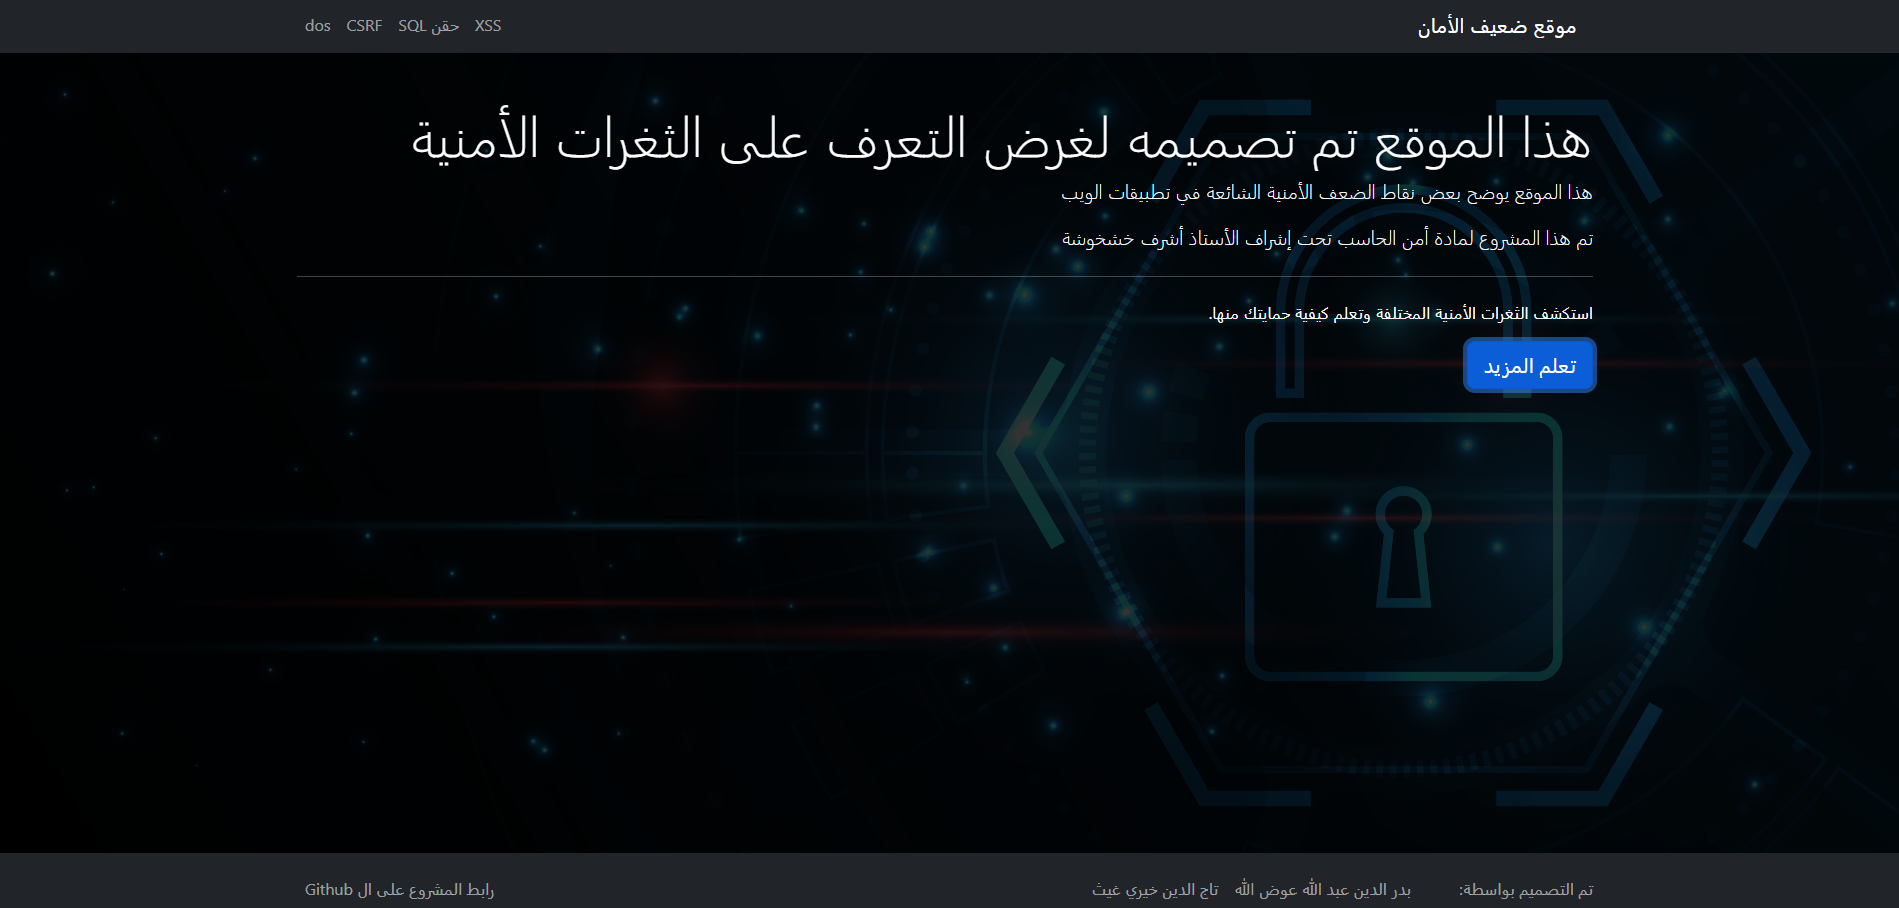 موقع ضعيف الأمان
XSS
حقن SQL
CSRF
dos
هذا الموقع تم تصميمه لغرض التعرف على الثغرات الأمنية
هذا الموقع يوضح بعض نقاط الضعف الأمنية الشائعة في تطبيقات الويب
تم هذا المشروع لمادة أمن الحاسب تحت إشراف الأستاذ أشرف خشخوشة
استكشف الثغرات الأمنية المختلفة وتعلم كيفية حمايتك منها.
تعلم المزيد
تم التصميم بواسطة:
بدر الدين عبد الله عوض الله
تاج الدين خيري غيث
رابط المشروع على ال Github